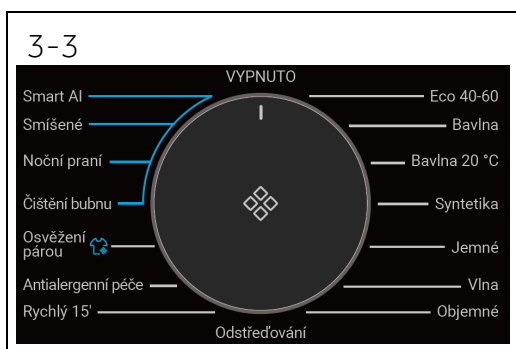 3-3
VYPNUTO
Smart AI
Smíšené
Noční praní
Čištění bubnu
Osvěžení
párou
Antialergenní péče
Rychlý 15'
Eco 40-60
Bavlna
Bavlna 20 °C
Syntetika
Jemné
Vlna
Objemné
Odstřeďování